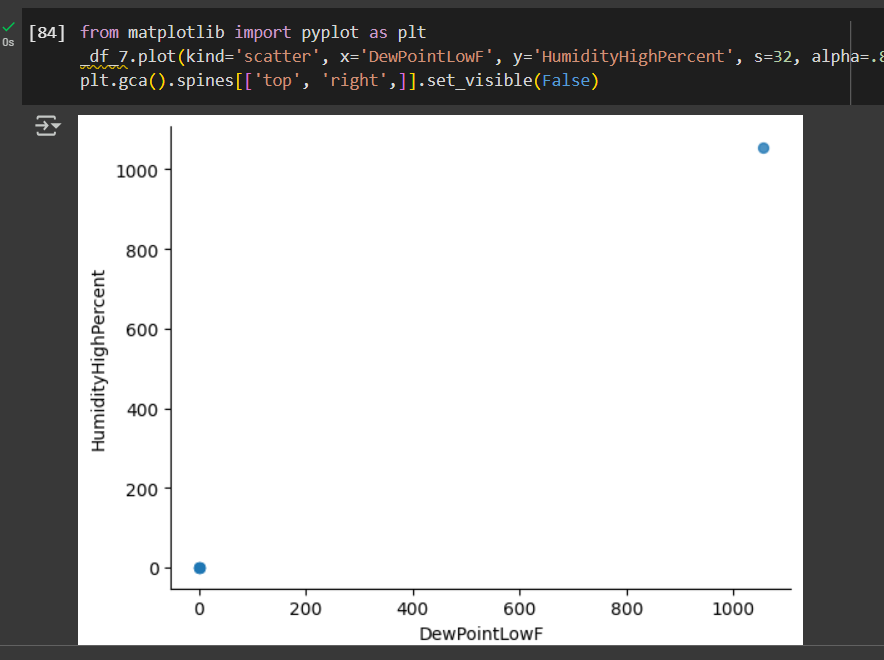 [84] from matplotlib import pyplot as plt
0s
_df_7.plot(kind='scatter', x='DewPointLowF', y='HumidityHighPercent', s=32, alpha=.8
plt.gca().spines[['top', 'right',]].set_visible(False)
1000
800
600
400
200
0
HumidityHighPercent
0 200 400 600 800 1000
DewPointLowF